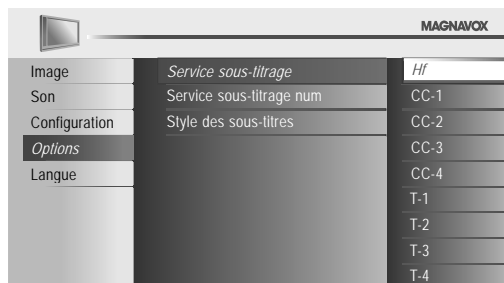 MAGNAVOX
Image
Son
Configuration
Options
Langue
Service sous-titrage
Service sous-titrage num
Style des sous-titres
Hf
CC-1
CC-2
CC-3
CC-4
T-1
T-2
T-3
T-4